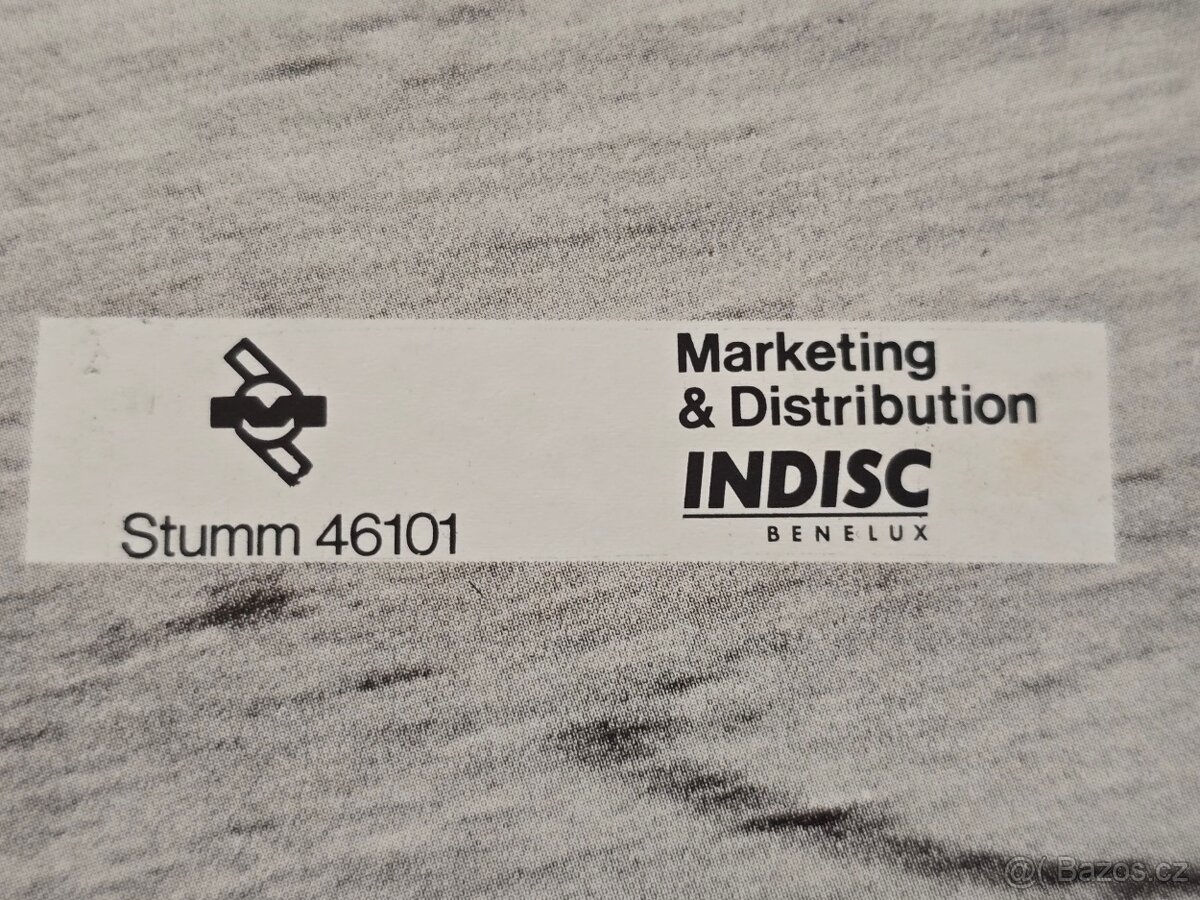 Stumm 46101
Marketing
& Distribution
INDISC
BENELUX
@( Bazos.cz